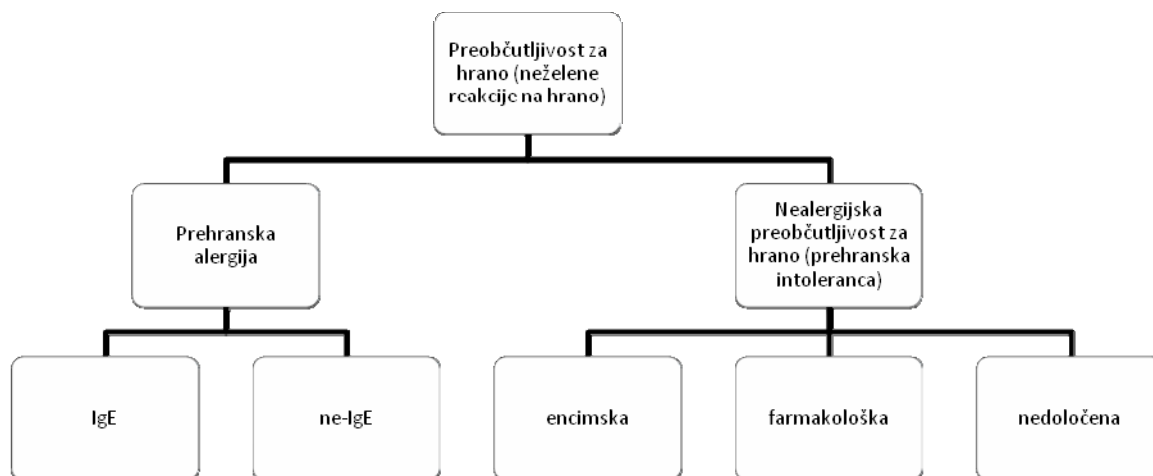 Preobčutljivost za
hrano (neželene
reakcije na hrano)
Prehranska
alergija
Nealergijska
preobčutljivost za
hrano (prehranska
intoleranca)
IgE
ne-IgE
encimska
farmakološka
nedoločena